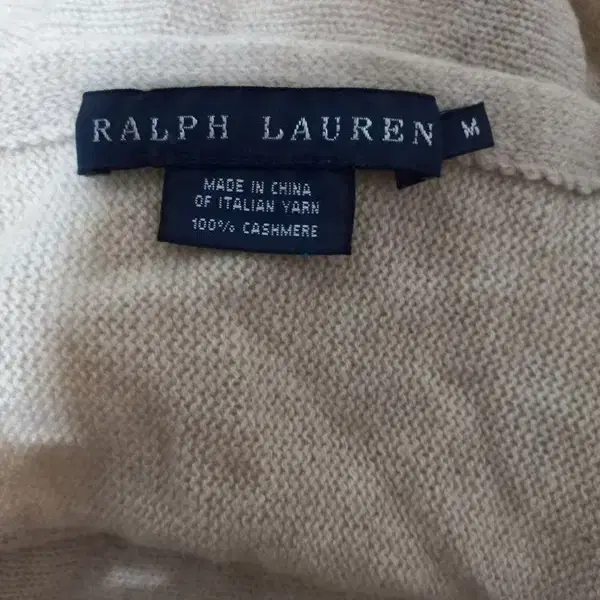 RALPH LAUREN
M
MADE IN CHINA
OF ITALIAN YARN
100% CASHMERE